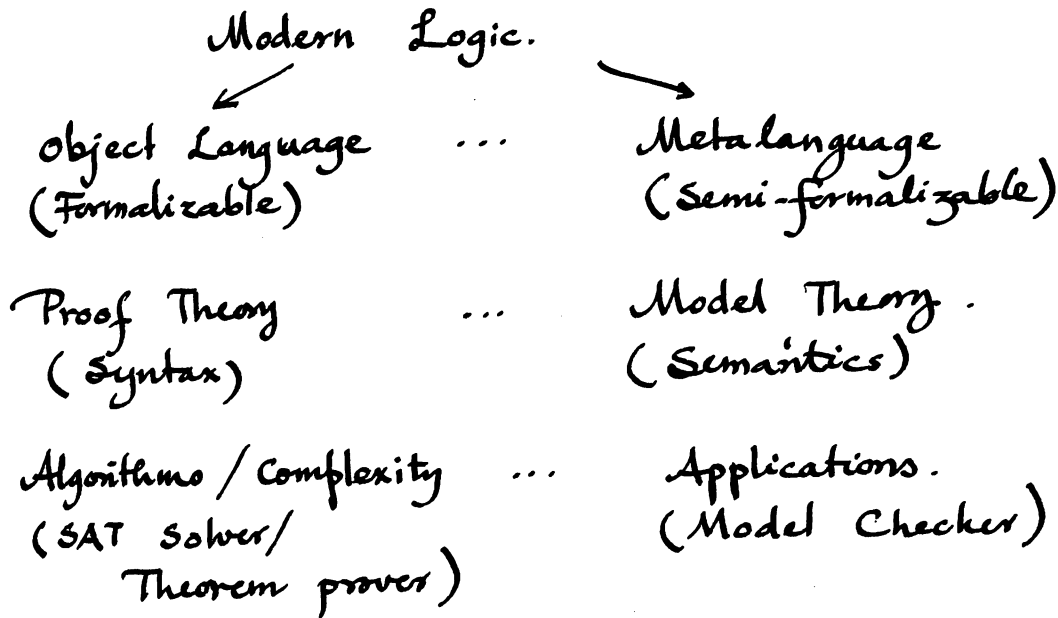 Modern Logic.
Object Language ... Metalanguage
(Formalizable) (Semi-formalizable)
Proof Theory ... Model Theory.
(Syntax) (Semantics)
Algorithms / Complexity ... Applications.
(SAT Solver/ (Model Checker)
Theorem prover)